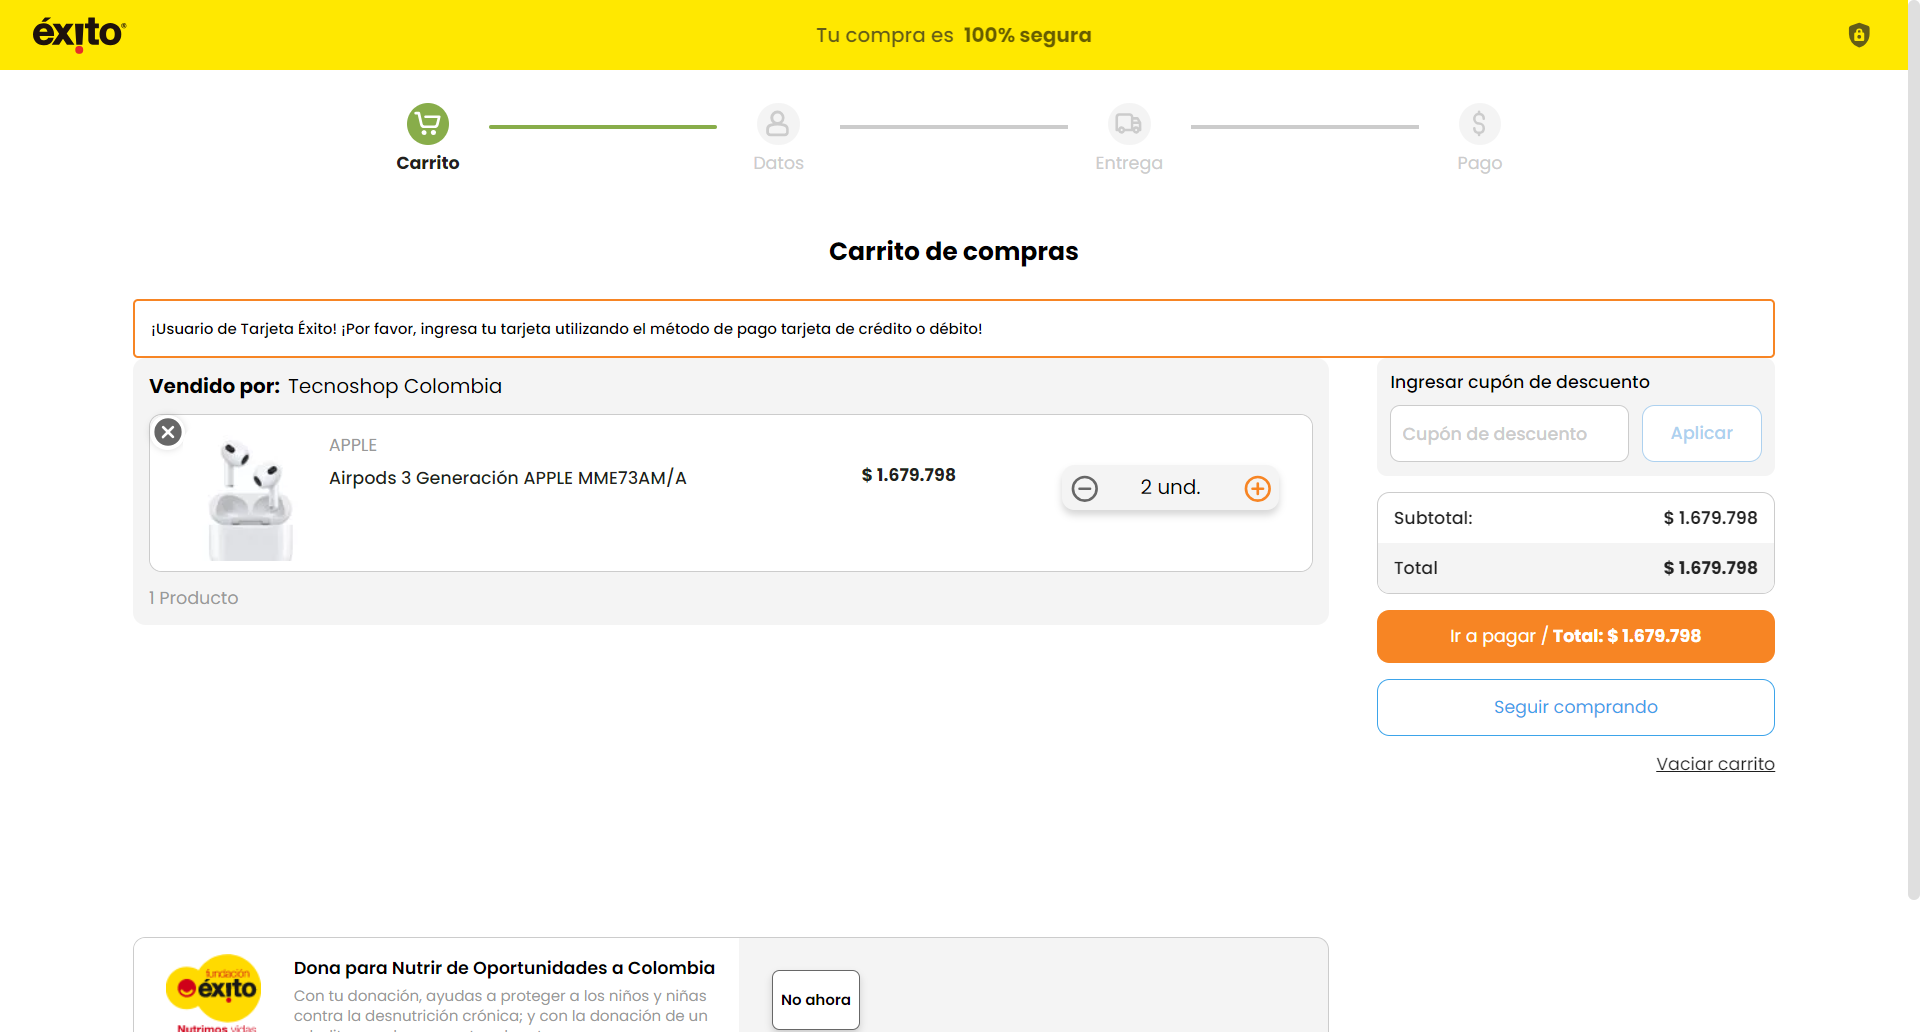 éxito
Tu compra es 100% segura
Carrito
Datos
Entrega
Pago
Carrito de compras
¡Usuario de Tarjeta Éxito! ¡Por favor, ingresa tu tarjeta utilizando el método de pago tarjeta de crédito o débito!
Vendido por: Tecnoshop Colombia
APPLE
Airpods 3 Generación APPLE MME73AM/A
$ 1.679.798
2 und.
1 Producto
Ingresar cupón de descuento
Cupón de descuento
Aplicar
Subtotal: $ 1.679.798
Total $ 1.679.798
Ir a pagar / Total: $ 1.679.798
Seguir comprando
Vaciar carrito
fundación
éxito
Nutrimos vidas
Dona para Nutrir de Oportunidades a Colombia
Con tu donación, ayudas a proteger a los niños y niñas
contra la desnutrición crónica; y con la donación de un
No ahora